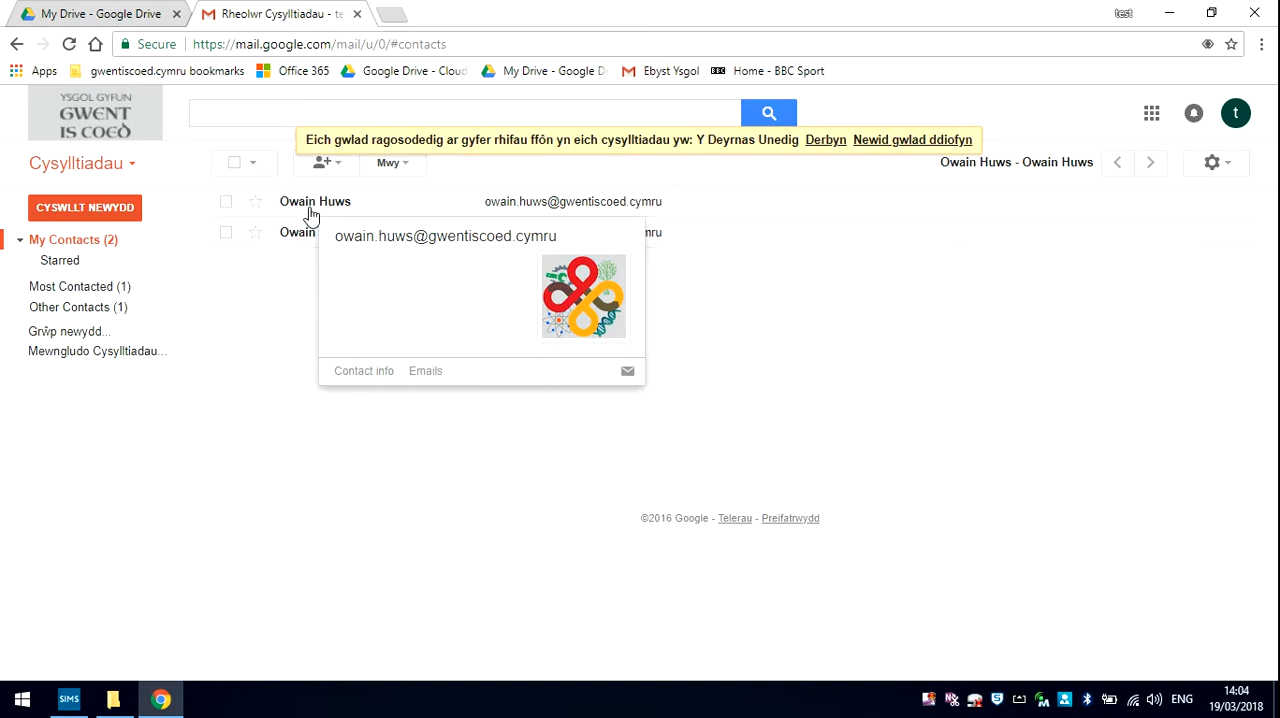 My Drive - Google Drive
Rheolwr Cysylltiadau - te
test
Secure
https://mail.google.com/mail/u/0/#contacts
Apps
gwentiscoed.cymru bookmarks
Office 365
Google Drive - Cloud
My Drive - Google D
Ebyst Ysgol
BBC
Home - BBC Sport
YSGOL GYFUN
GWENT
IS COED
t
Eich gwlad ragosodedig ar gyfer rhifau ffôn yn eich cysylltiadau yw: Y Deyrnas Unedig Derbyn Newid gwlad ddiofyn
Cysylltiadau
Mwy
Owain Huws - Owain Huws
CYSWLLT NEWYDD
Owain Huws
owain.huws@gwentiscoed.cymru
My Contacts (2)
Owain
mru
owain.huws@gwentiscoed.cymru
Starred
Most Contacted (1)
Other Contacts (1)
Grŵp newydd...
Mewngludo Cysylltiadau...
Contact info
Emails
©2016 Google - Telerau - Preifatrwydd
SIMS
ENG
14:04
19/03/2018